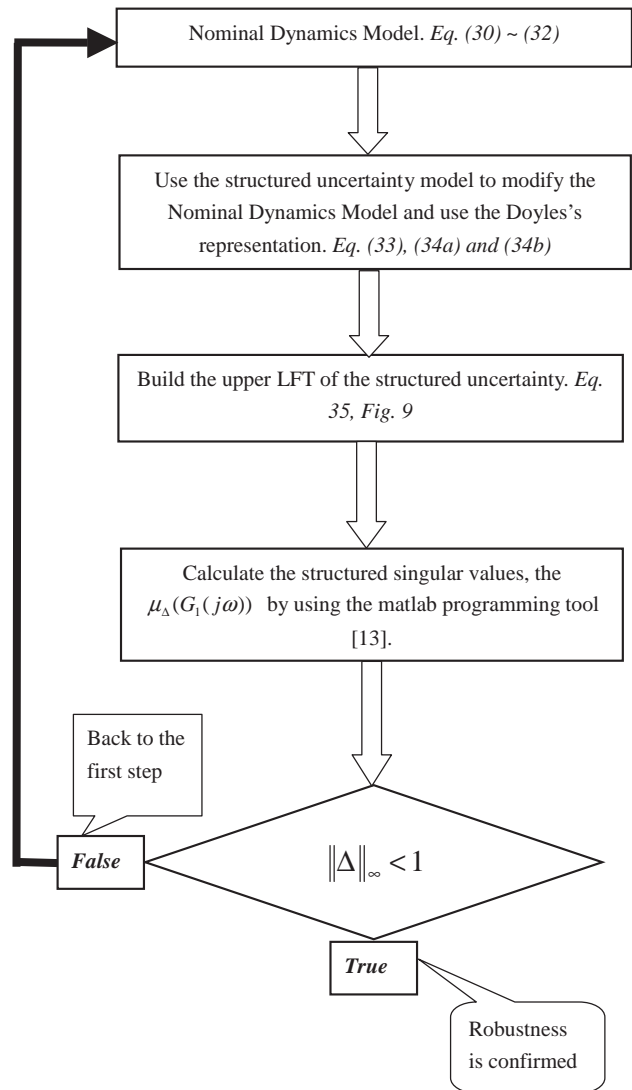 Nominal Dynamics Model. Eq. (30) ~ (32)
Use the structured uncertainty model to modify the
Nominal Dynamics Model and use the Doyles's
representation. Eq. (33), (34a) and (34b)
Build the upper LFT of the structured uncertainty. Eq.
35, Fig. 9
Calculate the structured singular values, the
μ_Δ(G_1(jω)) by using the matlab programming tool
[13].
Back to the
first step
False
‖Δ‖_∞ < 1
True
Robustness
is confirmed